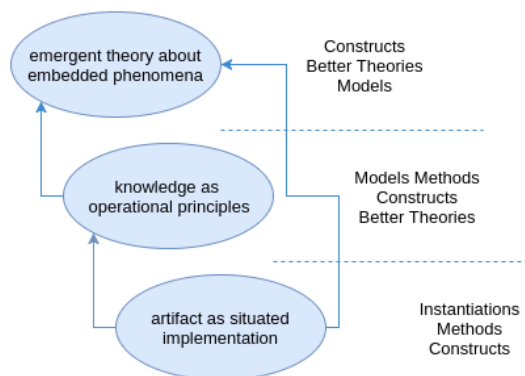 emergent theory about
embedded phenomena
Constructs
Better Theories
Models
knowledge as
operational principles
Models Methods
Constructs
Better Theories
artifact as situated
implementation
Instantiations
Methods
Constructs